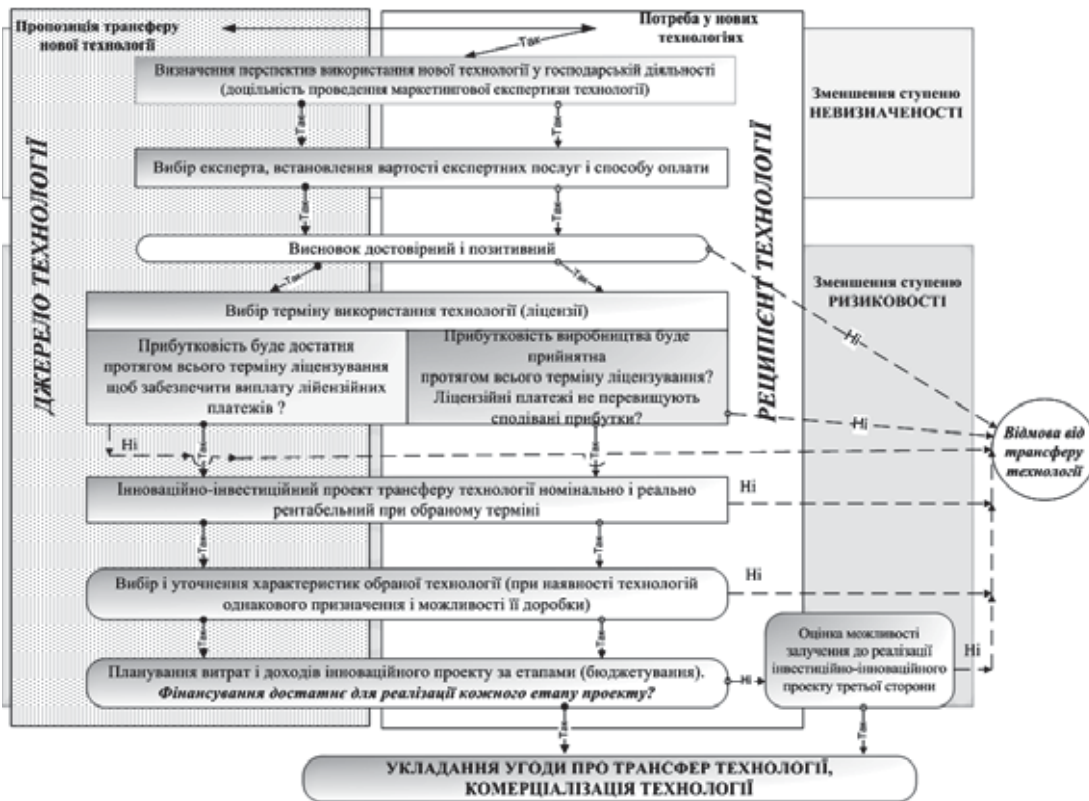 Пропозиція трансферу
нової технології
Потреба у нових
технологіях
Так
Визначення перспектив використання нової технології у господарській діяльності
(доцільність проведення маркетингової експертизи технології)
Зменшення ступеню
НЕВИЗНАЧЕНОСТІ
Так
Так
Вибір експерта, встановлення вартості експертних послуг і способу оплати
Так
Так
ДЖЕРЕЛО ТЕХНОЛОГІЇ
РЕЦИПІЄНТ ТЕХНОЛОГІЇ
Висновок достовірний і позитивний
Так
Так
Зменшення ступеню
РИЗИКОВОСТІ
Вибір терміну використання технології (ліцензії)
Ні
Прибутковість буде достатня
протягом всього терміну ліцензування
щоб забезпечити виплату лійензійних
платежів ?
Прибутковість виробництва буде
прийнятна
протягом всього терміну ліцензування?
Ліцензійні платежі не перевищують
сподівані прибутки?
Ні
Відмова від
трансферу
технології
Ні
Так
Так
Інноваційно-інвестиційний проект трансферу технології номінально і реально
рентабельний при обраному терміні
Ні
Так
Так
Вибір і уточнення характеристик обраної технології (при наявності технологій
однакового призначення і можливості її доробки)
Ні
Так
Так
Оцінка можливості
залучення до реалізації
інвестиційно-інноваційного
проекту третьої сторони
Ні
Планування витрат і доходів інноваційного проекту за етапами (бюджетування).
Фінансування достатнє для реалізації кожного етапу проекту?
Ні
Так
Так
УКЛАДАННЯ УГОДИ ПРО ТРАНСФЕР ТЕХНОЛОГІЇ,
КОМЕРЦІАЛІЗАЦІЯ ТЕХНОЛОГІЇ